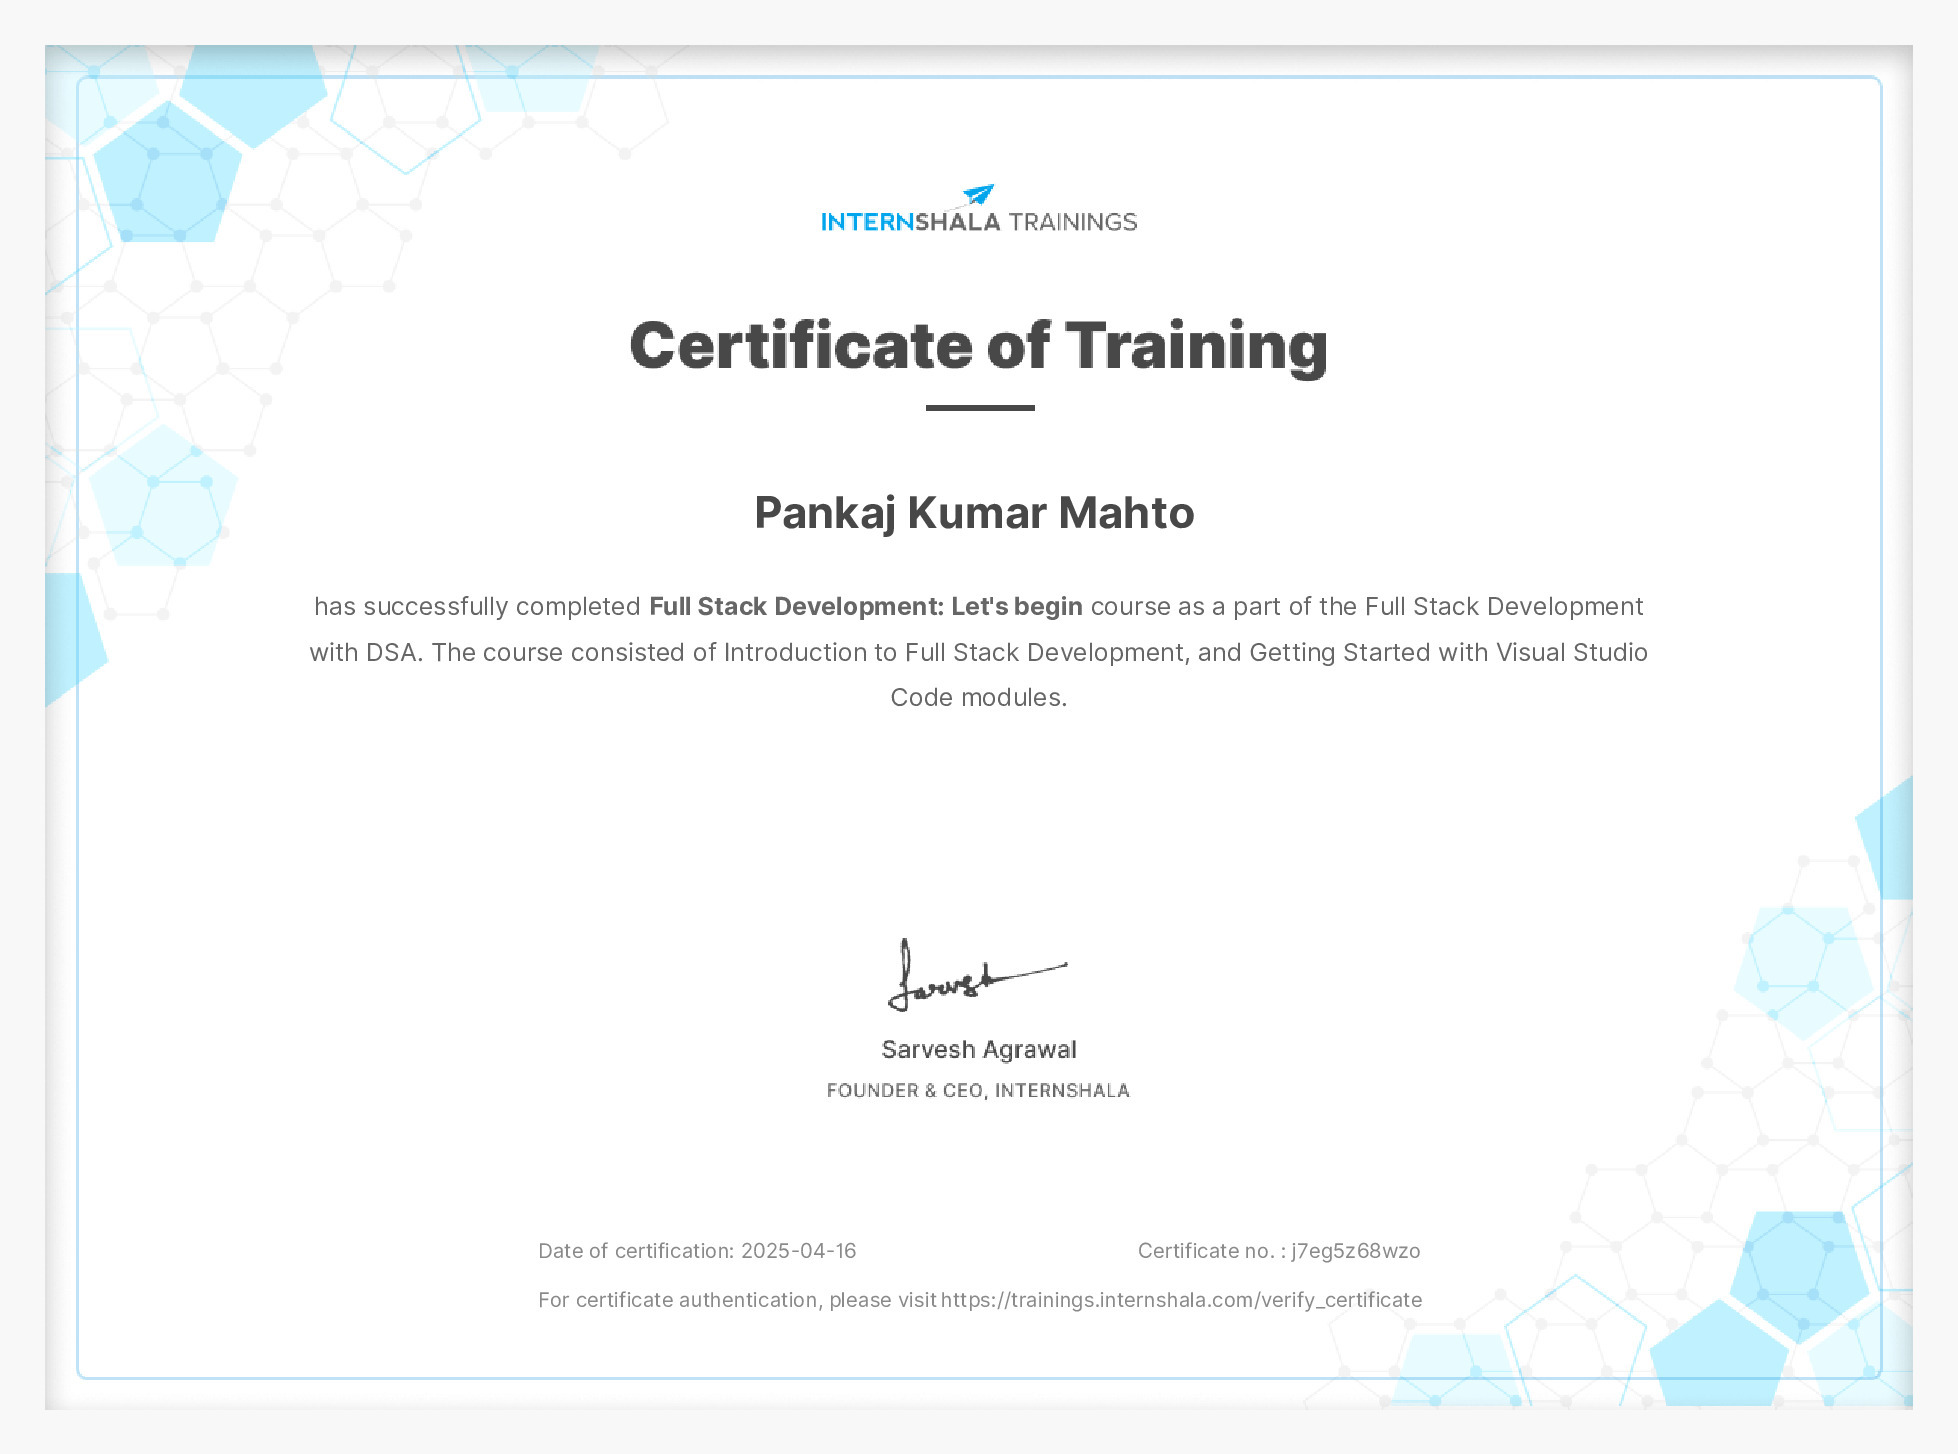 INTERNSHALA TRAININGS
Certificate of Training
Pankaj Kumar Mahto
has successfully completed Full Stack Development: Let's begin course as a part of the Full Stack Development
with DSA. The course consisted of Introduction to Full Stack Development, and Getting Started with Visual Studio
Code modules.
Sarvesh
Sarvesh Agrawal
FOUNDER & CEO, INTERNSHALA
Date of certification: 2025-04-16 Certificate no. : j7eg5z68wzo
For certificate authentication, please visit https://trainings.internshala.com/verify_certificate